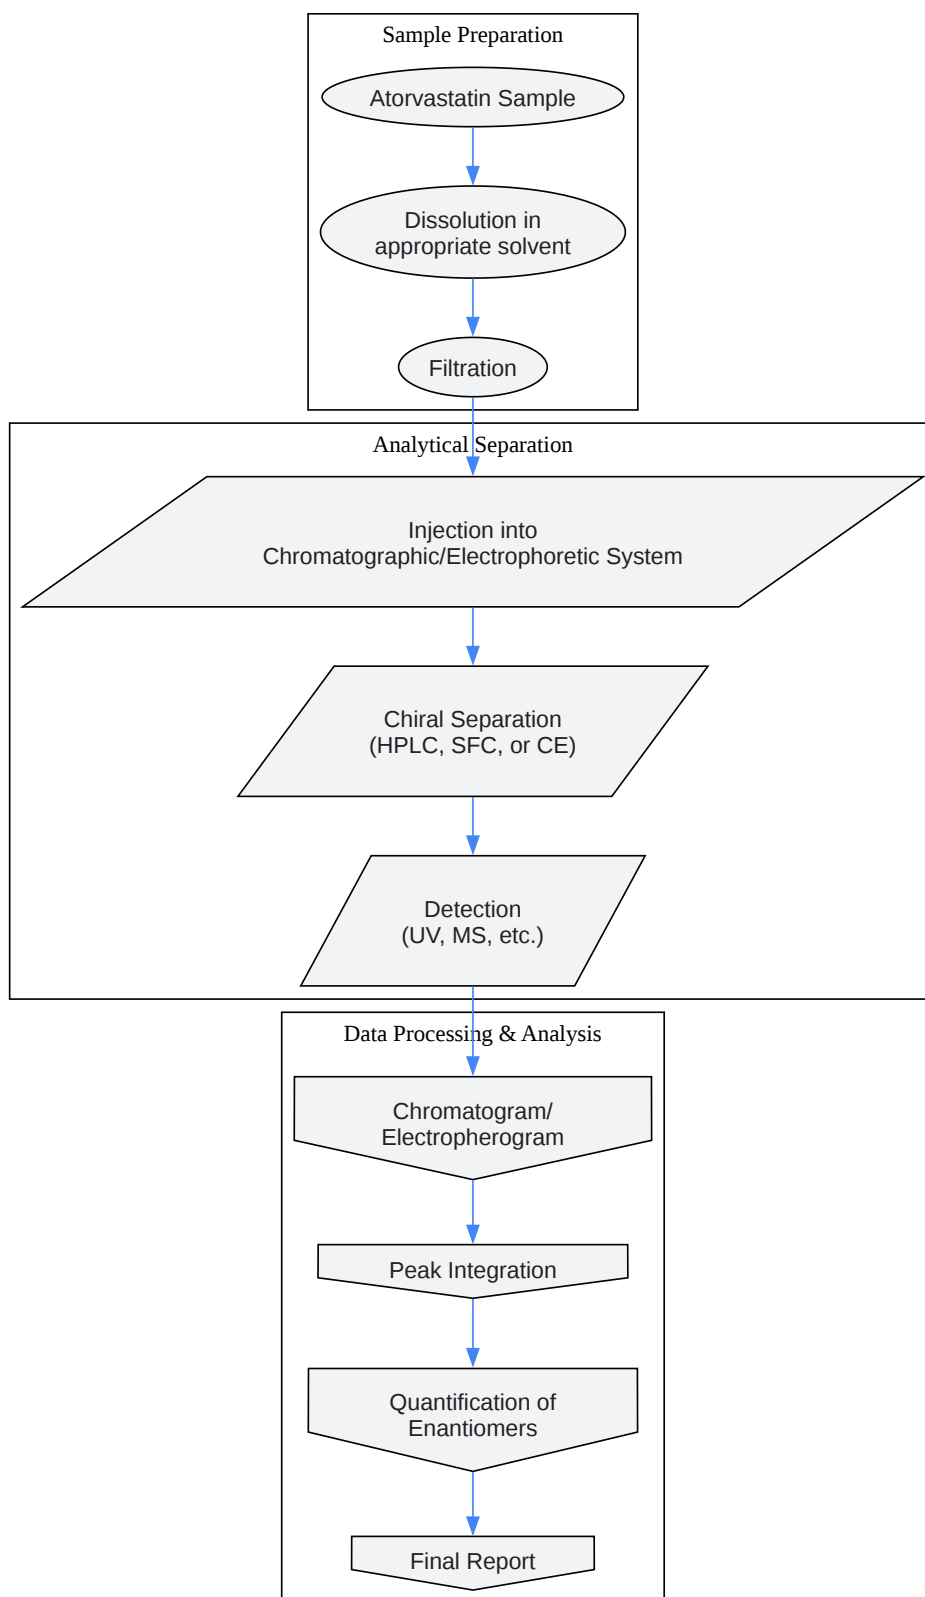 Sample Preparation
Atorvastatin Sample
Dissolution in
appropriate solvent
Filtration
Analytical Separation
Injection into
Chromatographic/Electrophoretic System
Chiral Separation
(HPLC, SFC, or CE)
Detection
(UV, MS, etc.)
Data Processing & Analysis
Chromatogram/
Electropherogram
Peak Integration
Quantification of
Enantiomers
Final Report